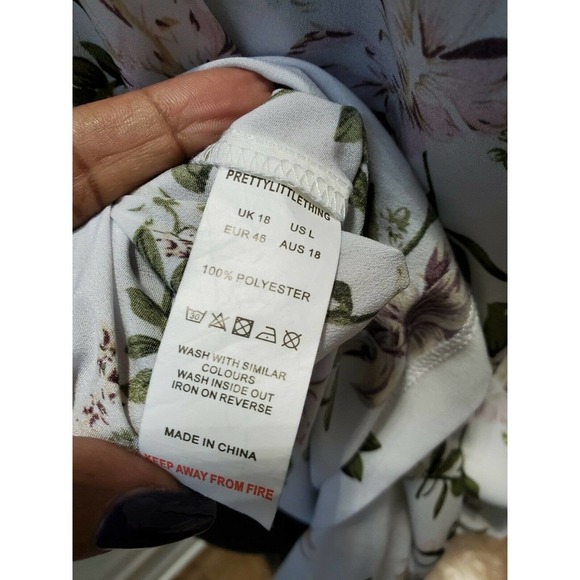 PRETTYLITTLETHING
UK 18 US L
EUR 46 AUS 18
100% POLYESTER
30
WASH WITH SIMILAR
COLOURS
WASH INSIDE OUT
IRON ON REVERSE
MADE IN CHINA
KEEP AWAY FROM FIRE